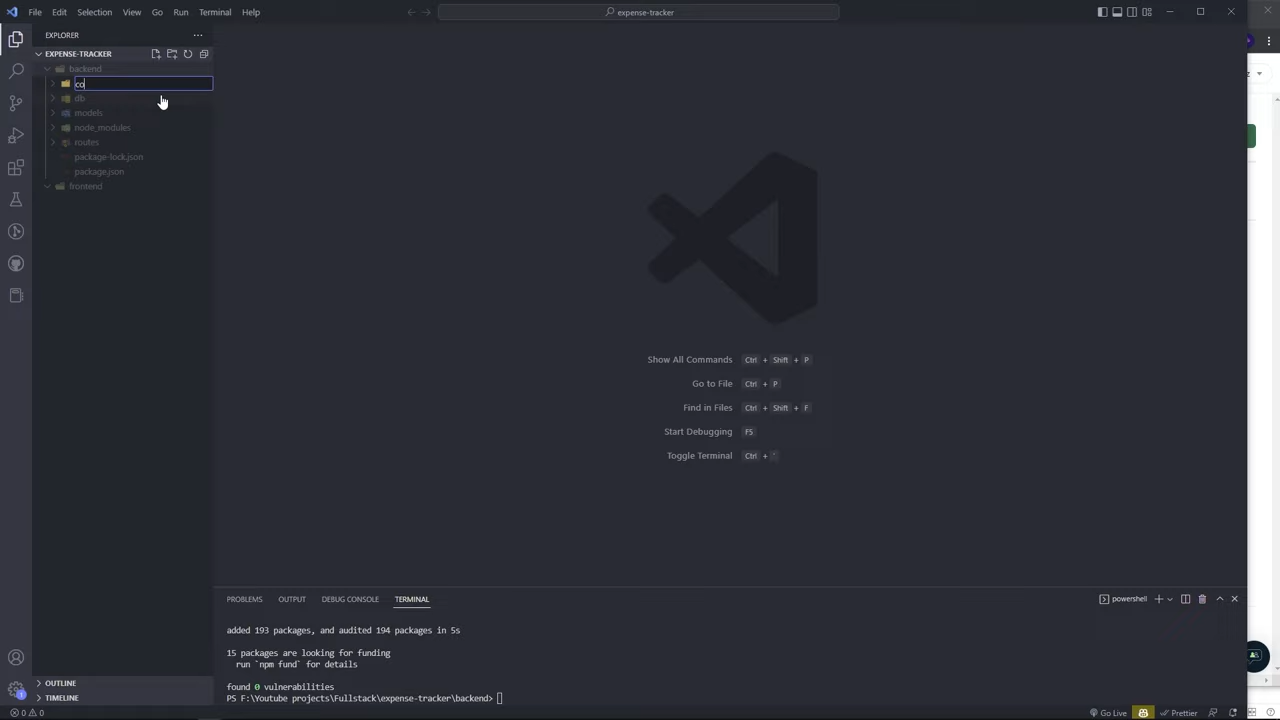 File Edit Selection View Go Run Terminal Help
expense-tracker
EXPLORER
EXPENSE-TRACKER
backend
co
db
models
node_modules
routes
package-lock.json
package.json
frontend
Show All Commands Ctrl + Shift + P
Go to File Ctrl + P
Find in Files Ctrl + Shift + F
Start Debugging F5
Toggle Terminal Ctrl + `
PROBLEMS OUTPUT DEBUG CONSOLE TERMINAL
powershell
added 193 packages, and audited 194 packages in 5s
15 packages are looking for funding
run `npm fund` for details
found 0 vulnerabilities
PS F:\Youtube projects\Fullstack\expense-tracker\backend>
OUTLINE
TIMELINE
1
0 0
Go Live Prettier